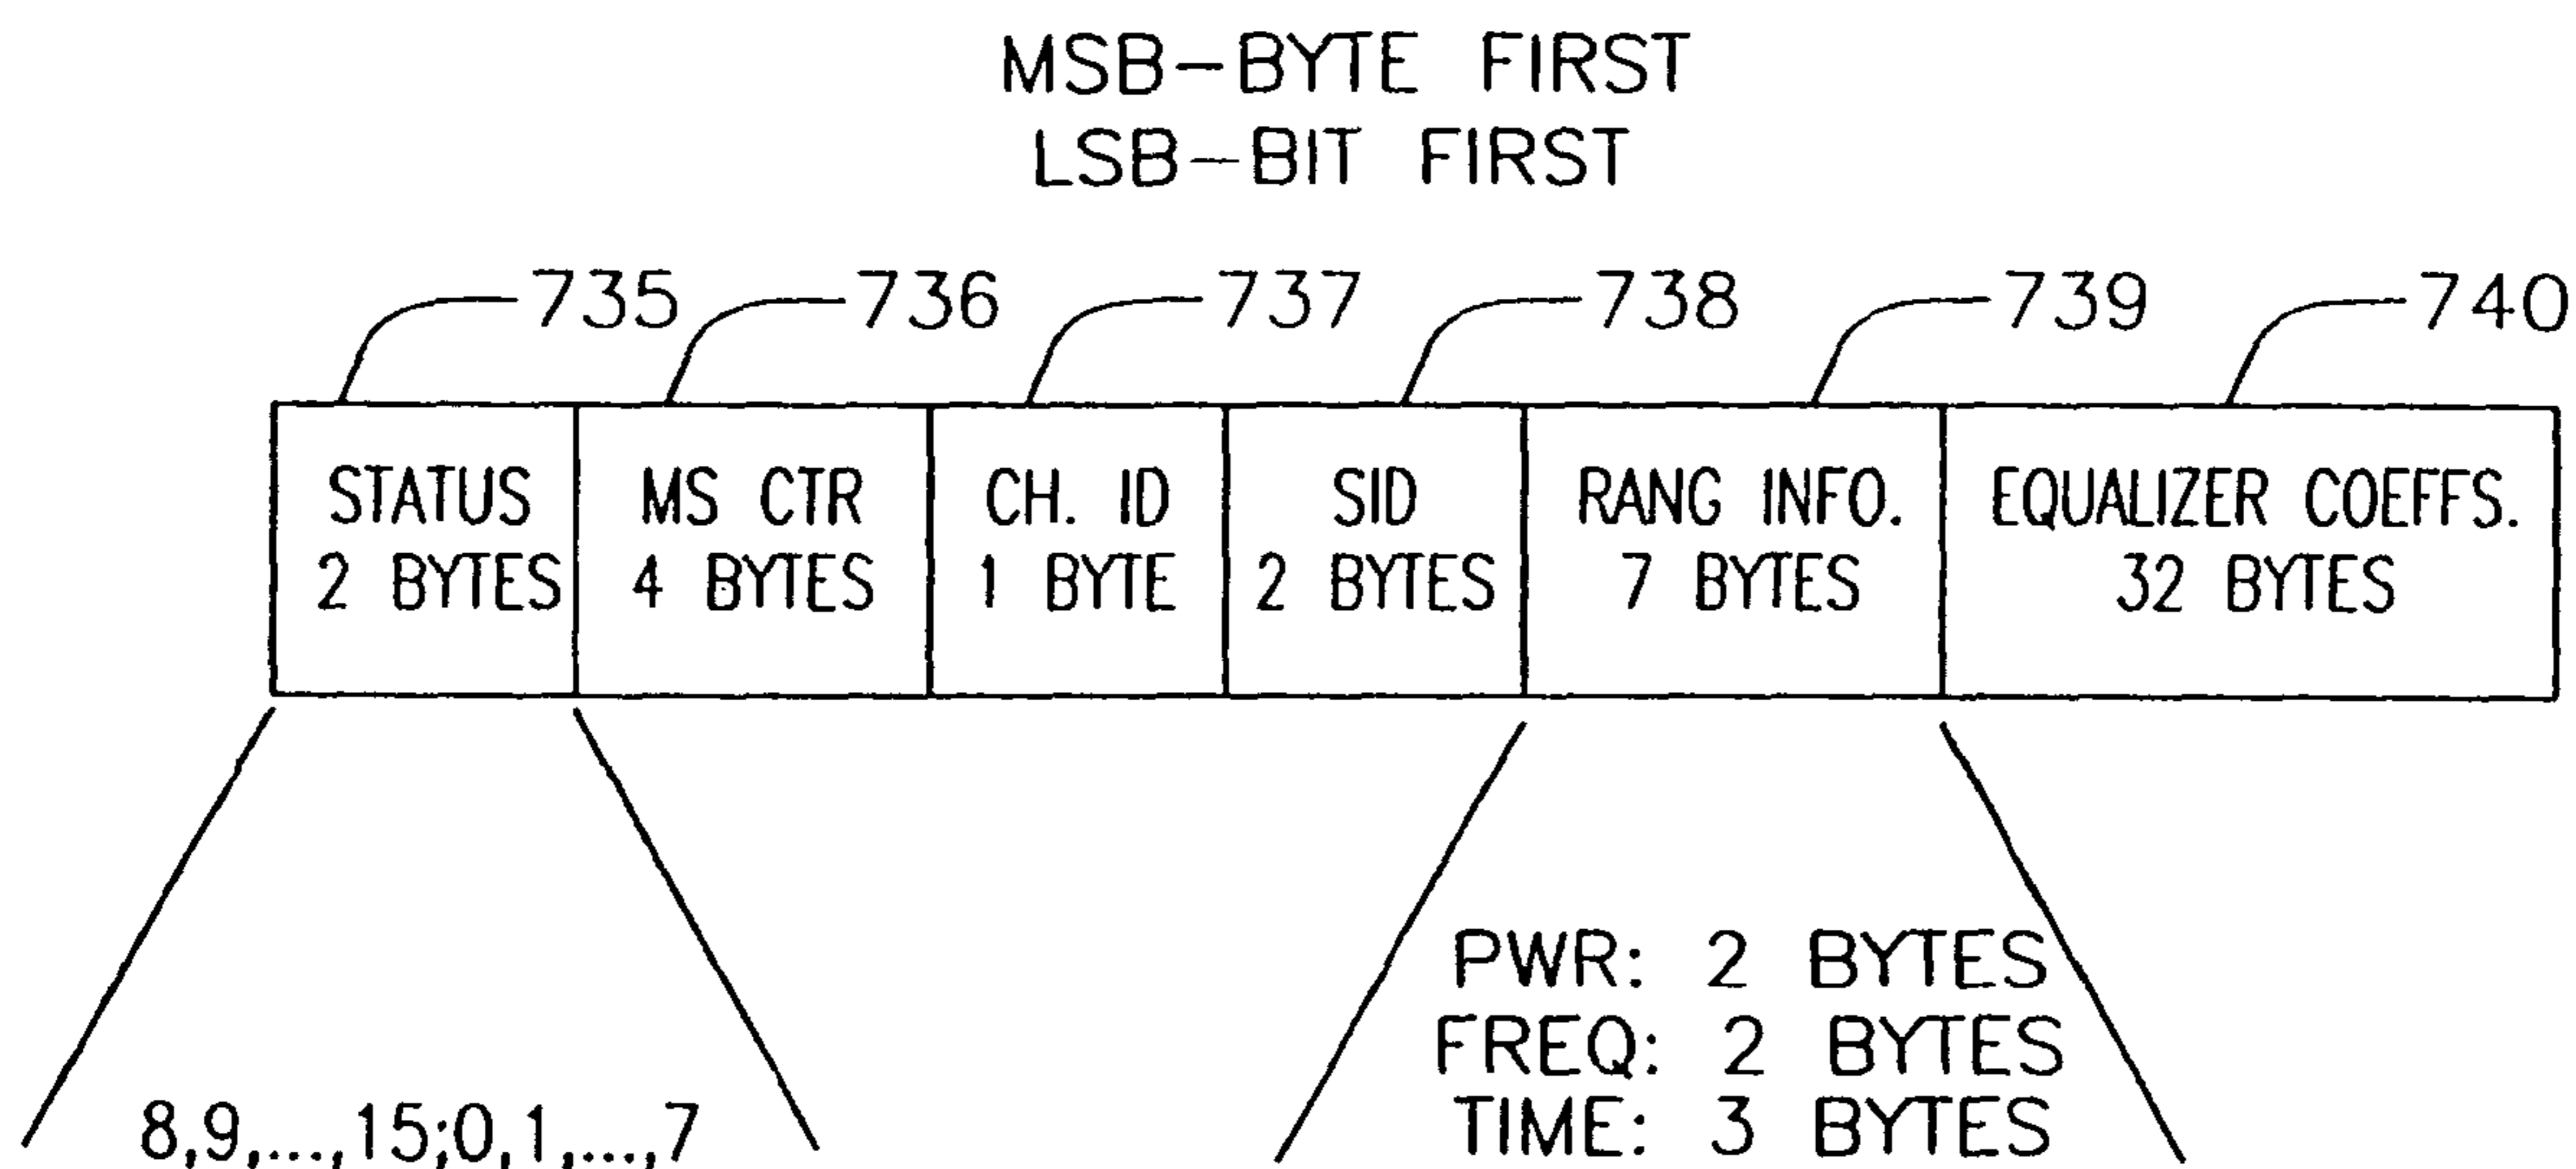 MSB-BYTE FIRST
LSB-BIT FIRST
735 736 737 738 739 740
STATUS
2 BYTES
MS CTR
4 BYTES
CH. ID
1 BYTE
SID
2 BYTES
RANG INFO.
7 BYTES
EQUALIZER COEFFS.
32 BYTES
8,9,...,15;0,1,...,7
PWR: 2 BYTES
FREQ: 2 BYTES
TIME: 3 BYTES